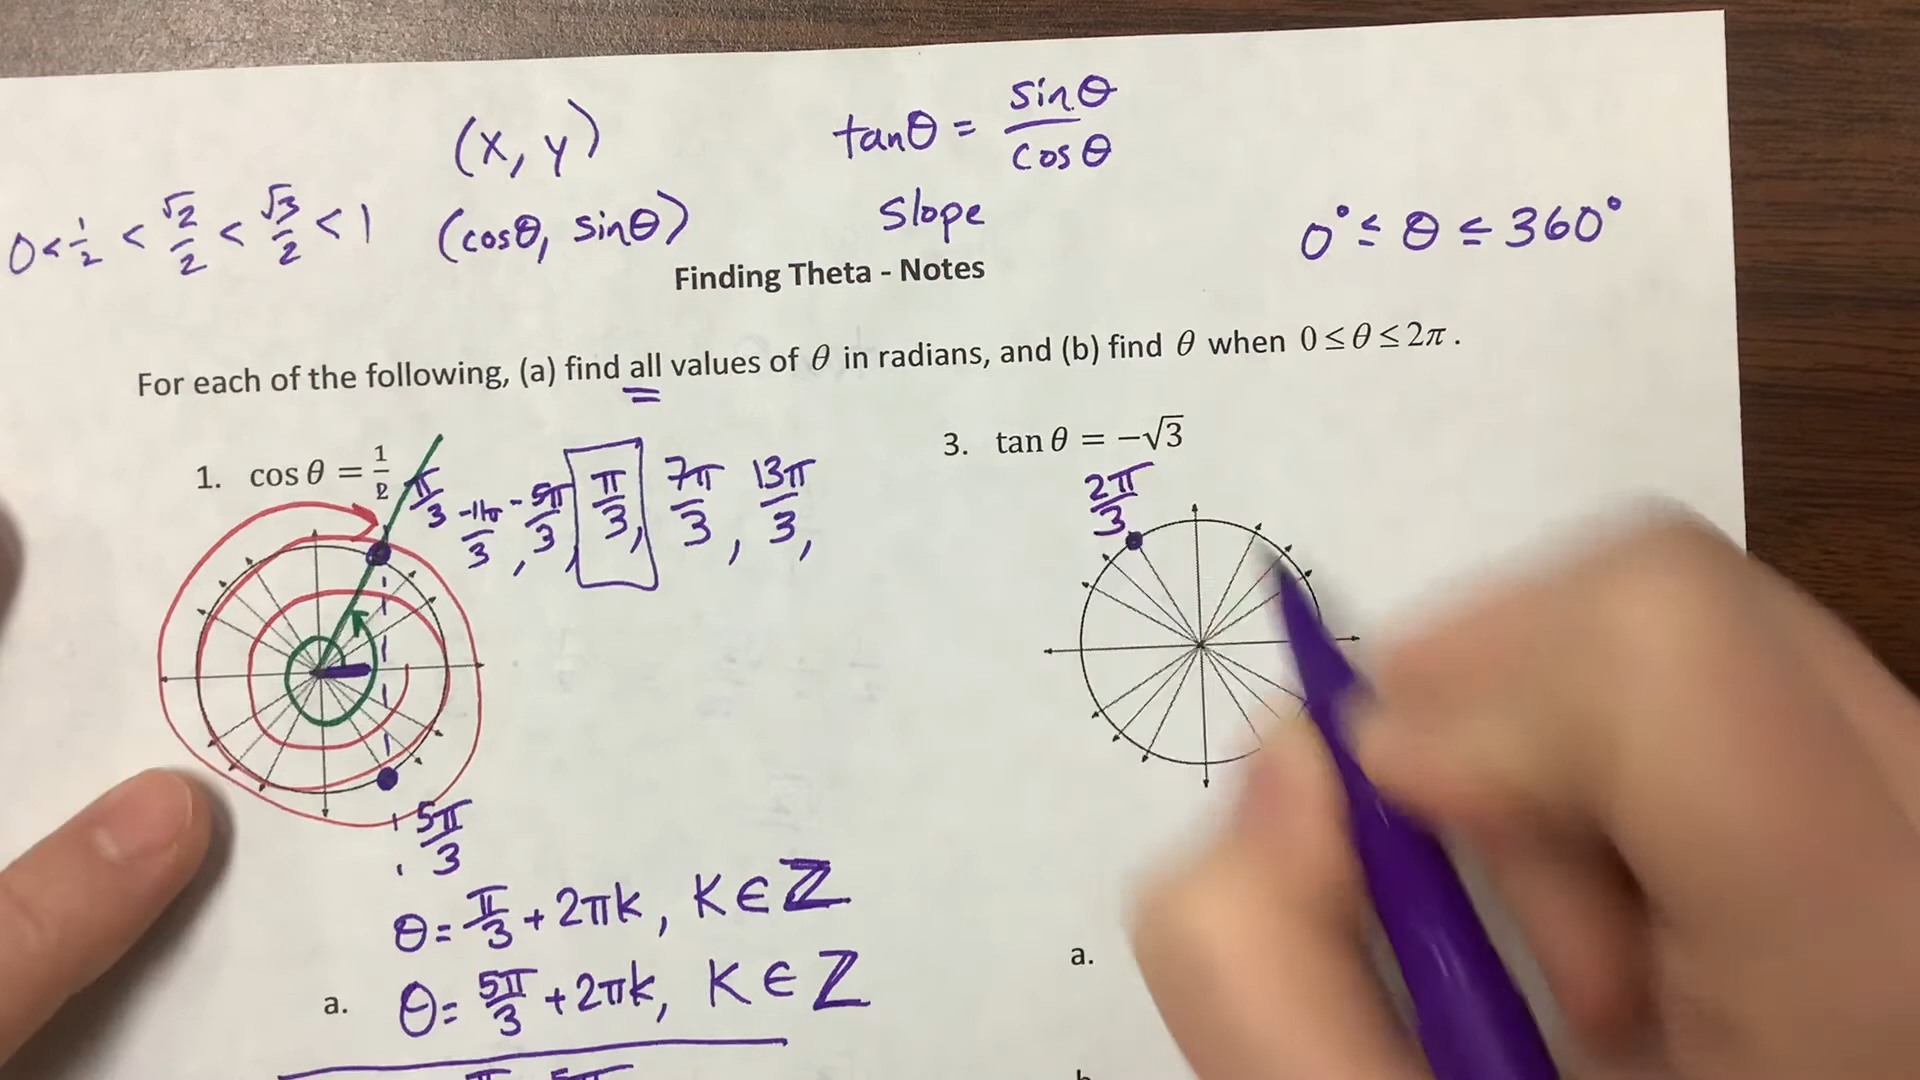 (x, y)
tanθ = sinθ/cosθ
0 < 1/2 < √2/2 < √3/2 < 1
(cosθ, sinθ)
Slope
0° ≤ θ ≤ 360°
Finding Theta - Notes
For each of the following, (a) find all values of θ in radians, and (b) find θ when 0 ≤ θ ≤ 2π.
1. cos θ = 1/2
π/3
-11π/3, -5π/3, π/3, 7π/3, 13π/3,
5π/3
θ = π/3 + 2πk, K ∈ Z
a. θ = 5π/3 + 2πk, K ∈ Z
3. tan θ = −√3
2π/3
a.